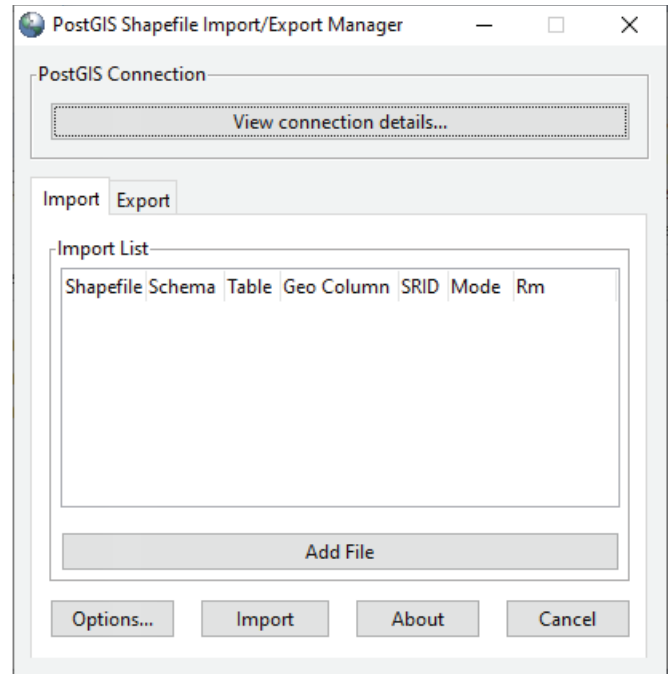 PostGIS Shapefile Import/Export Manager
PostGIS Connection
View connection details...
Import Export
Import List
Shapefile Schema Table Geo Column SRID Mode Rm
Add File
Options... Import About Cancel